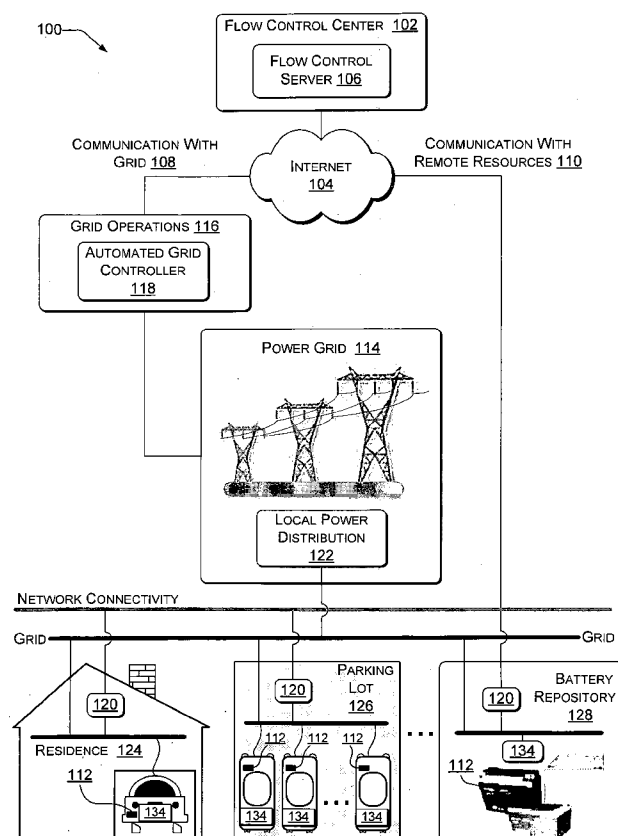 100
FLOW CONTROL CENTER 102
FLOW CONTROL
SERVER 106
COMMUNICATION WITH
GRID 108
INTERNET
104
COMMUNICATION WITH
REMOTE RESOURCES 110
GRID OPERATIONS 116
AUTOMATED GRID
CONTROLLER
118
POWER GRID 114
LOCAL POWER
DISTRIBUTION
122
NETWORK CONNECTIVITY
GRID
GRID
120
RESIDENCE 124
112
134
PARKING
LOT
126
120
112
112
112
134
134
134
...
...
120
BATTERY
REPOSITORY
128
134
112